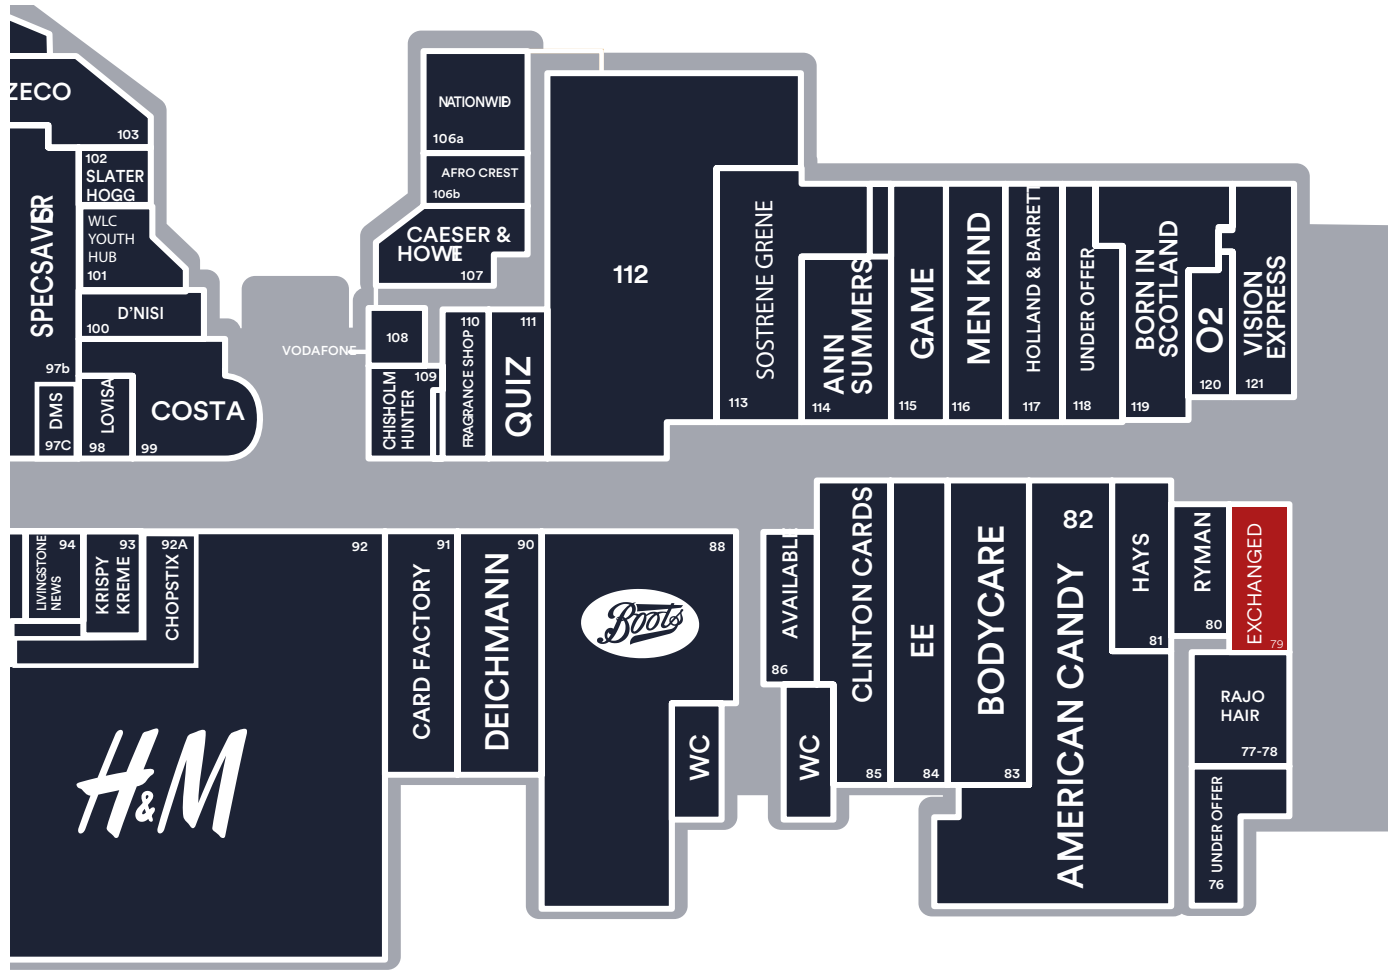 ZECO
103
102
SLATER
HOGG
WLC
YOUTH
HUB
101
SPECSAVER
D'NISI
100
97b
DIMS
97C
LOVISA
98
COSTA
99
NATIONWID
106a
AFRO CREST
106b
CAESER &
HOWE
107
108
VODAFONE
109
CHISHOLM
HUNTER
110
FRAGRANCE SHOP
111
QUIZ
112
SOSTRENE GRENE
113
ANN
SUMMERS
114
GAME
115
MEN KIND
116
HOLLAND & BARRETT
117
UNDER OFFER
118
BORN IN
SCOTLAND
119
O2
120
VISION
EXPRESS
121
LIVINGSTONE
NEWS
94
93
KRISPY
KREME
92A
CHOPSTIX
92
H&M
91
CARD FACTORY
90
DEICHMANN
88
Boots
WC
AVAILABLE
86
WC
CLINTON CARDS
85
EE
84
BODYCARE
83
82
AMERICAN CANDY
HAYS
81
RYMAN
80
EXCHANGED
79
RAJO
HAIR
77-78
UNDER OFFER
76